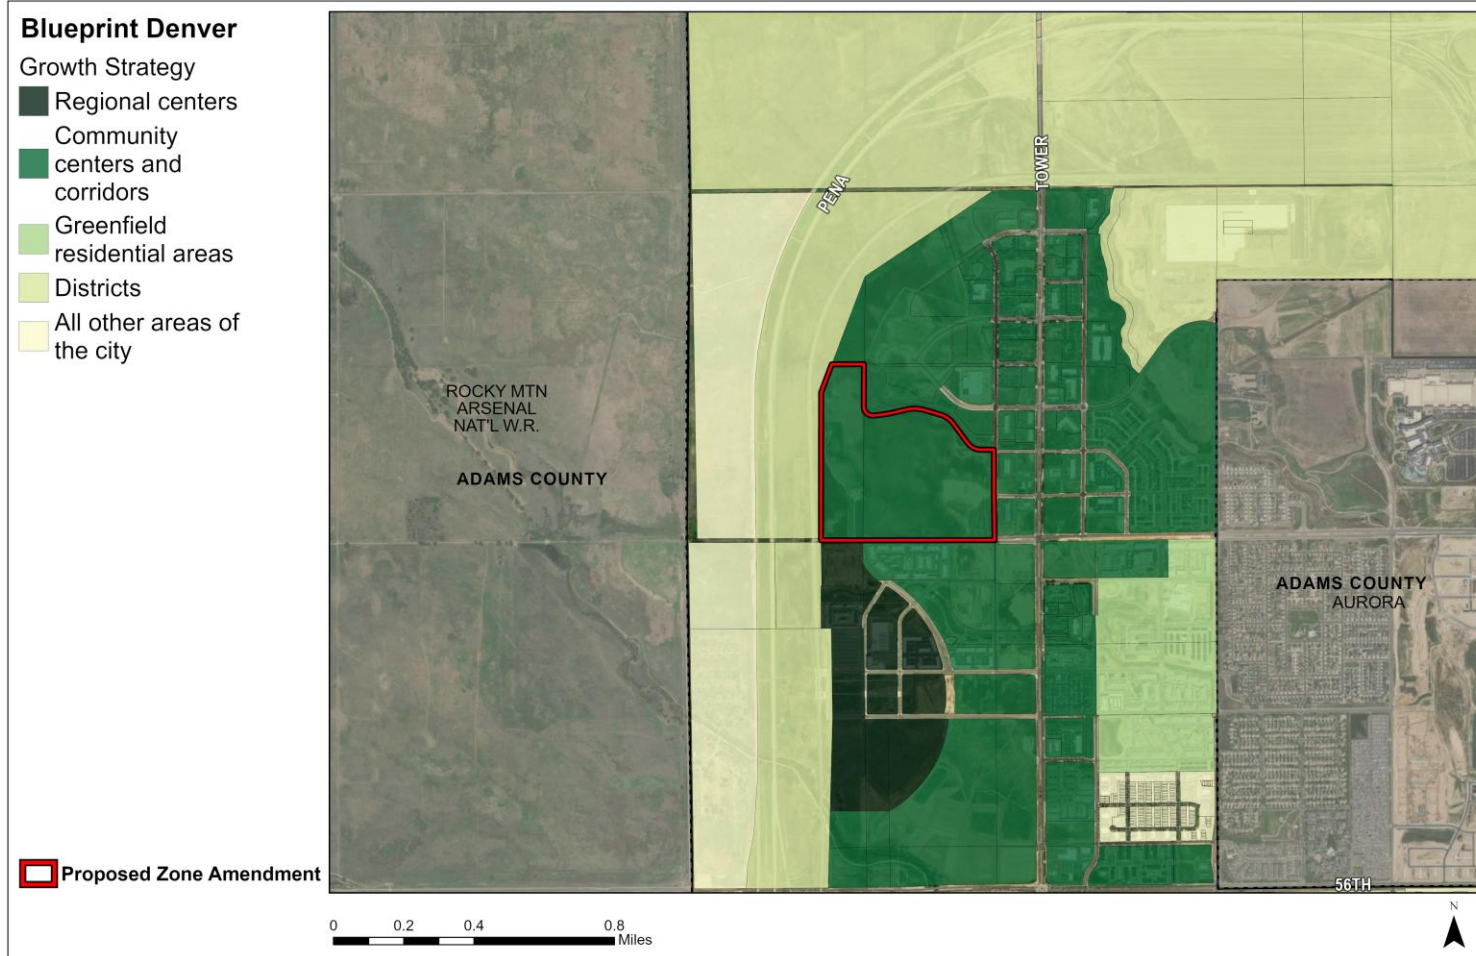 Blueprint Denver
Growth Strategy
Regional centers
Community
centers and
corridors
Greenfield
residential areas
Districts
All other areas of
the city
Proposed Zone Amendment
PENA
TOWER
ROCKY MTN
ARSENAL
NAT'L W.R.
ADAMS COUNTY
ADAMS COUNTY
AURORA
56TH
0 0.2 0.4 0.8
Miles
N